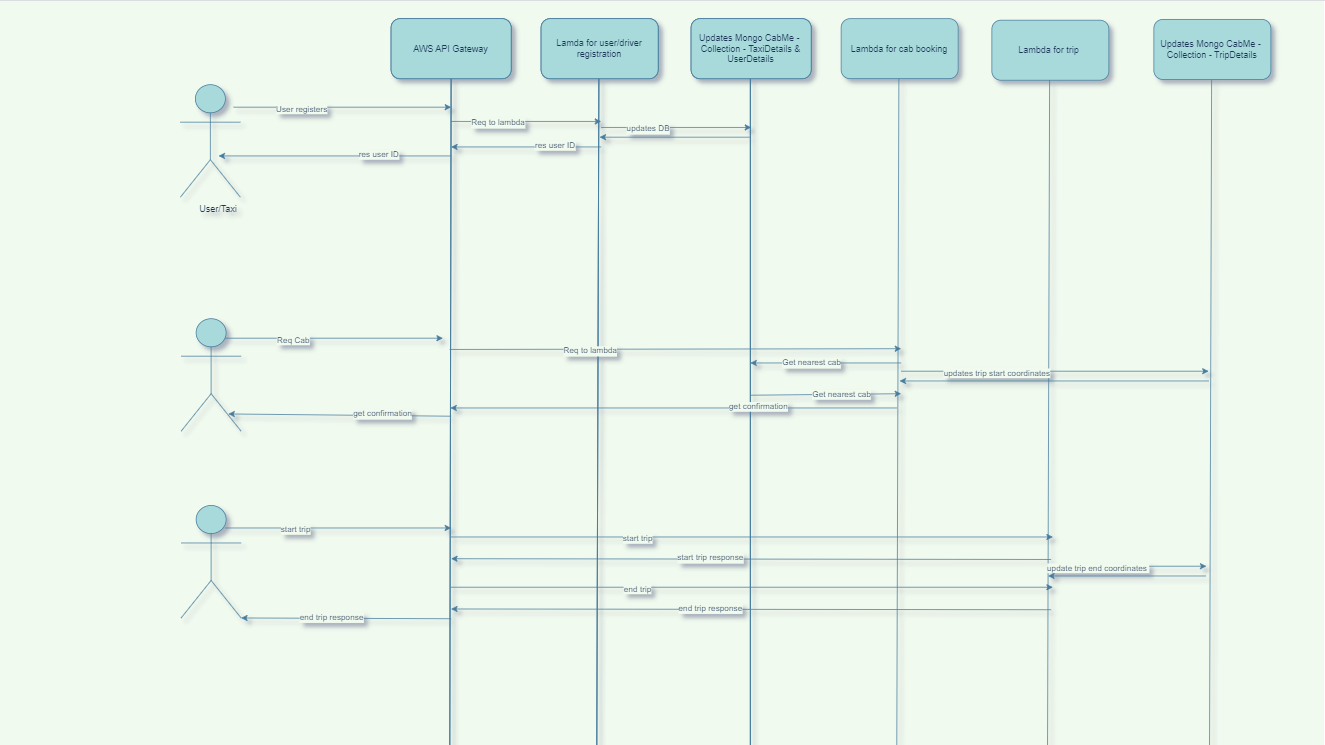 AWS API Gateway
Lamda for user/driver
registration
Updates Mongo CabMe -
Collection - TaxiDetails &
UserDetails
Lambda for cab booking
Lambda for trip
Updates Mongo CabMe -
Collection - TripDetails
User registers
Req to lambda
updates DB
res user ID
res user ID
User/Taxi
Req Cab
Req to lambda
Get nearest cab
updates trip start coordinates
Get nearest cab
get confirmation
get confirmation
start trip
start trip
start trip response
update trip end coordinates
end trip
end trip response
end trip response